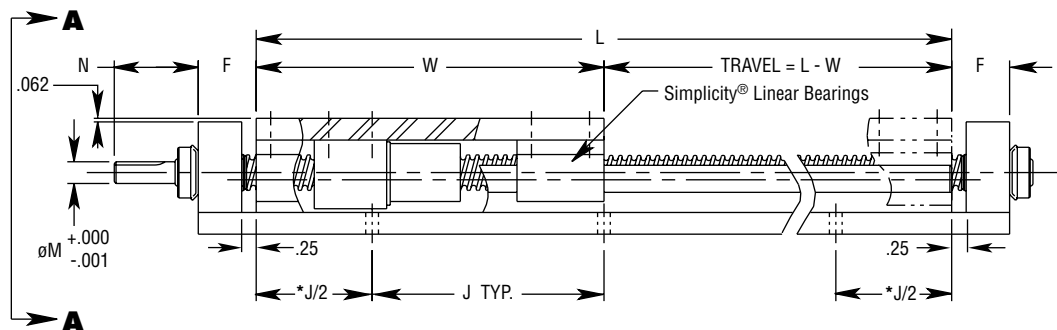 A
L
N
F
W
TRAVEL = L - W
F
.062
Simplicity® Linear Bearings
øM +.000
-.001
.25
.25
*J/2
J TYP.
*J/2
A